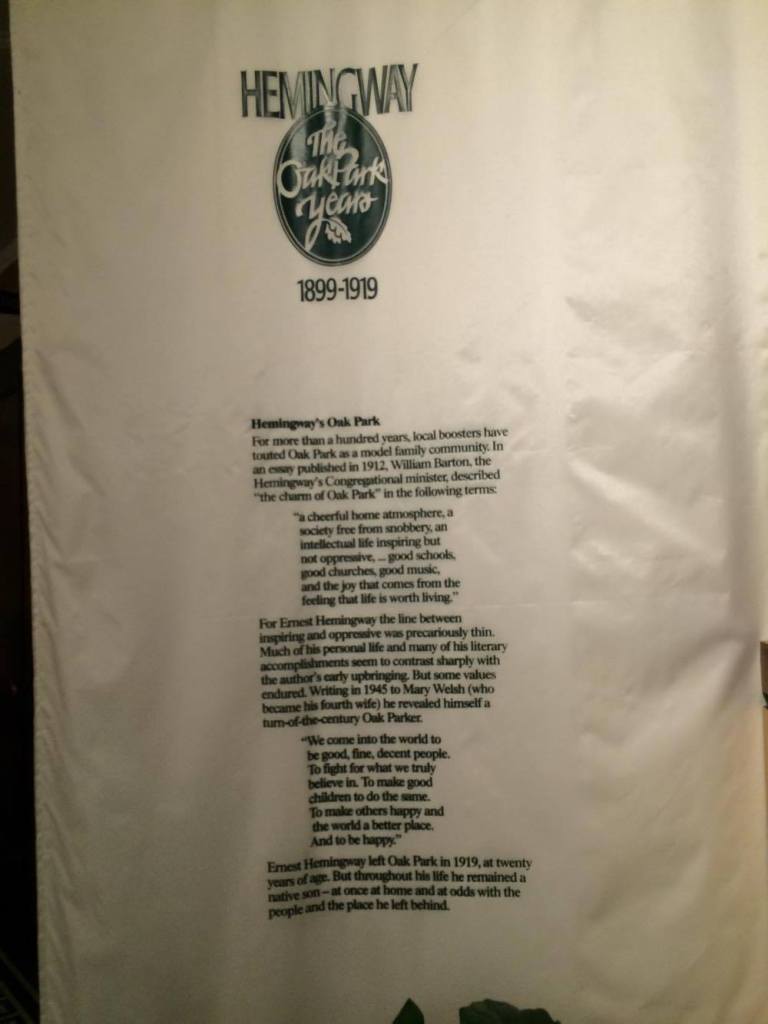 HEMINGWAY
The
Oak Park
Years
1899-1919
Hemingway's Oak Park
For more than a hundred years, local boosters have
touted Oak Park as a model family community. In
an essay published in 1912, William Barton, the
Hemingway's Congregational minister, described
"the charm of Oak Park" in the following terms:
"a cheerful home atmosphere, a
society free from snobbery, an
intellectual life inspiring but
not oppressive, ... good schools,
good churches, good music,
and the joy that comes from the
feeling that life is worth living."
For Ernest Hemingway the line between
inspiring and oppressive was precariously thin.
Much of his personal life and many of his literary
accomplishments seem to contrast sharply with
the author's early upbringing. But some values
endured. Writing in 1945 to Mary Welsh (who
became his fourth wife) he revealed himself a
turn-of-the-century Oak Parker.
"We come into the world to
be good, fine, decent people.
To fight for what we truly
believe in. To make good
children to do the same.
To make others happy and
the world a better place.
And to be happy."
Ernest Hemingway left Oak Park in 1919, at twenty
years of age. But throughout his life he remained a
native son – at once at home and at odds with the
people and the place he left behind.